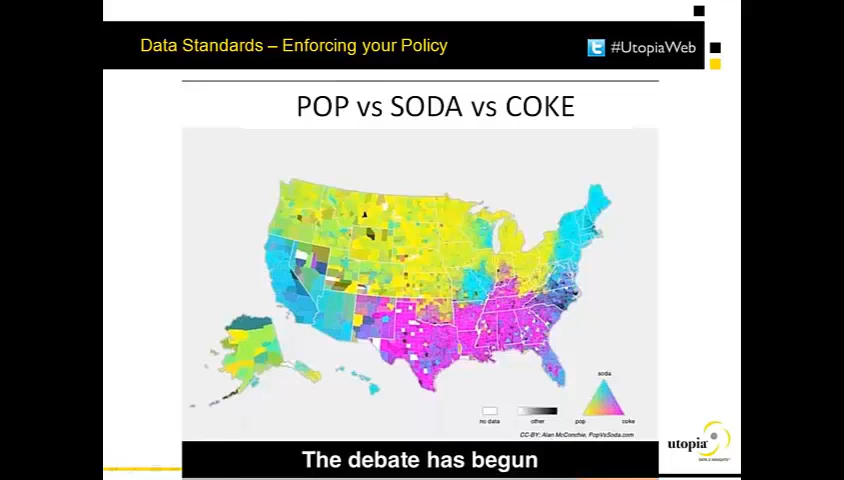 Data Standards – Enforcing your Policy
#UtopiaWeb
POP vs SODA vs COKE
soda
no data
other
pop
coke
CC-BY: Alan McConchie, PopVsSoda.com
utopia
The debate has begun